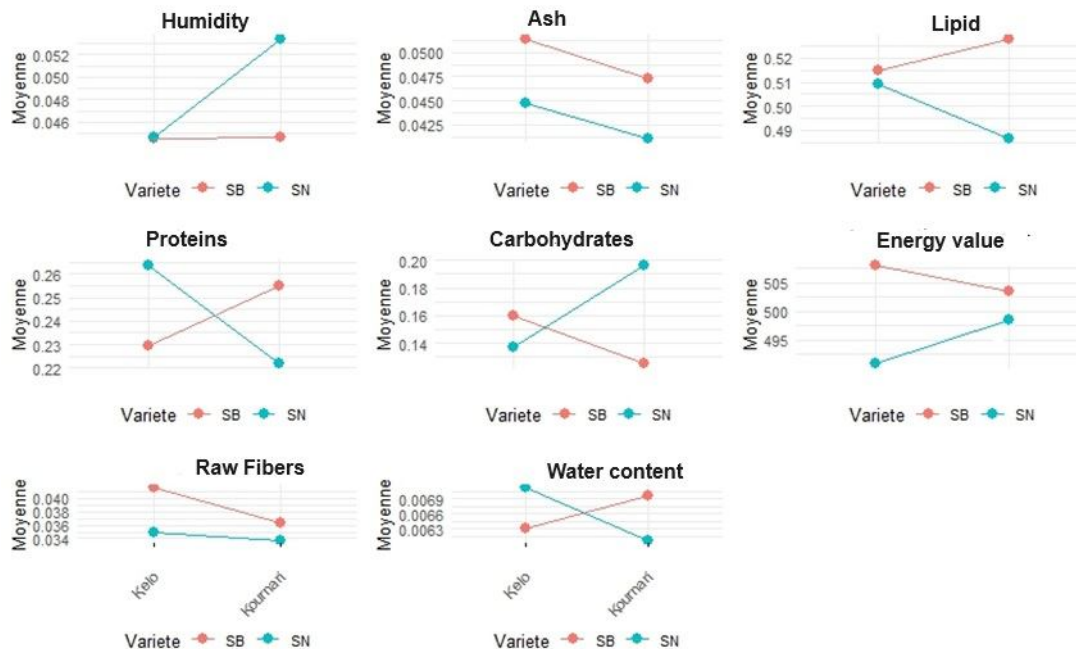 Humidity
Moyenne
0.052
0.050
0.048
0.046
Variete SB SN
Ash
Moyenne
0.0500
0.0475
0.0450
0.0425
Variete SB SN
Lipid
Moyenne
0.52
0.51
0.50
0.49
Variete SB SN
Proteins
Moyenne
0.26
0.25
0.24
0.23
0.22
Variete SB SN
Carbohydrates
Moyenne
0.20
0.18
0.16
0.14
Variete SB SN
Energy value
Moyenne
505
500
495
Variete SB SN
Raw Fibers
Moyenne
0.040
0.038
0.036
0.034
Kelo
Kournari
Variete SB SN
Water content
Moyenne
0.0069
0.0066
0.0063
Kelo
Kournari
Variete SB SN